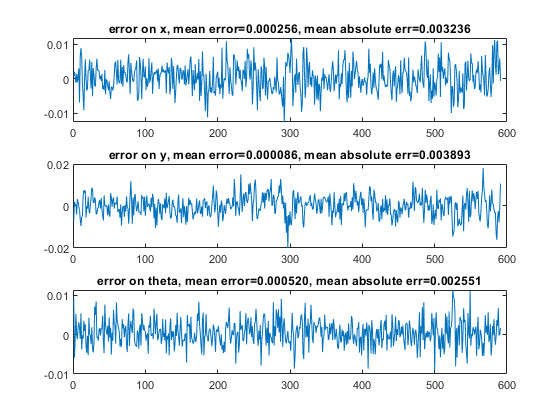 error on x, mean error=0.000256, mean absolute err=0.003236
0.01
0
-0.01
0 100 200 300 400 500 600
error on y, mean error=0.000086, mean absolute err=0.003893
0.02
0
-0.02
0 100 200 300 400 500 600
error on theta, mean error=0.000520, mean absolute err=0.002551
0.01
0
-0.01
0 100 200 300 400 500 600